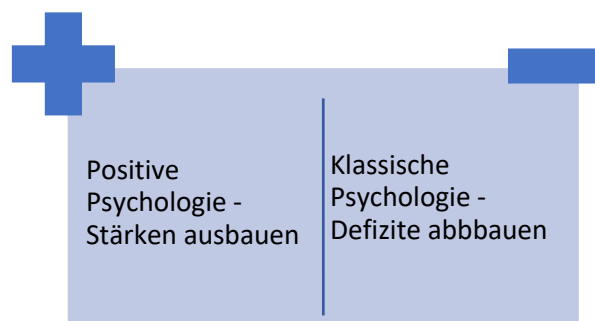 Positive
Psychologie -
Stärken ausbauen
Klassische
Psychologie -
Defizite abbbauen